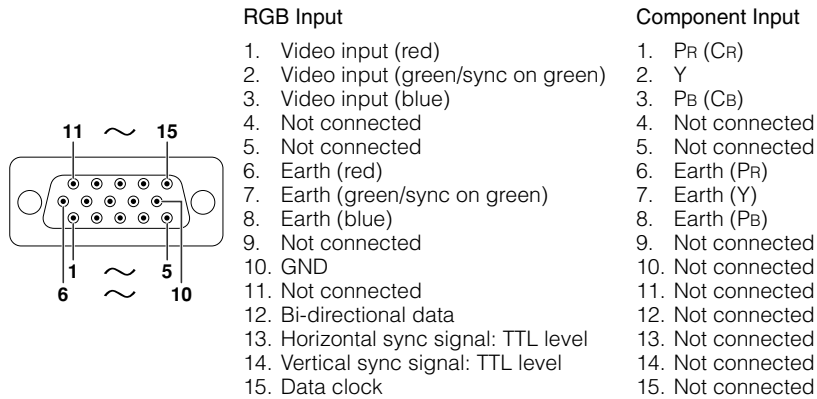 RGB Input
1. Video input (red)
2. Video input (green/sync on green)
3. Video input (blue)
4. Not connected
5. Not connected
6. Earth (red)
7. Earth (green/sync on green)
8. Earth (blue)
9. Not connected
10. GND
11. Not connected
12. Bi-directional data
13. Horizontal sync signal: TTL level
14. Vertical sync signal: TTL level
15. Data clock
Component Input
1. PR (CR)
2. Y
3. PB (CB)
4. Not connected
5. Not connected
6. Earth (PR)
7. Earth (Y)
8. Earth (PB)
9. Not connected
10. Not connected
11. Not connected
12. Not connected
13. Not connected
14. Not connected
15. Not connected
11 ~ 15
1 ~ 5
6 ~ 10